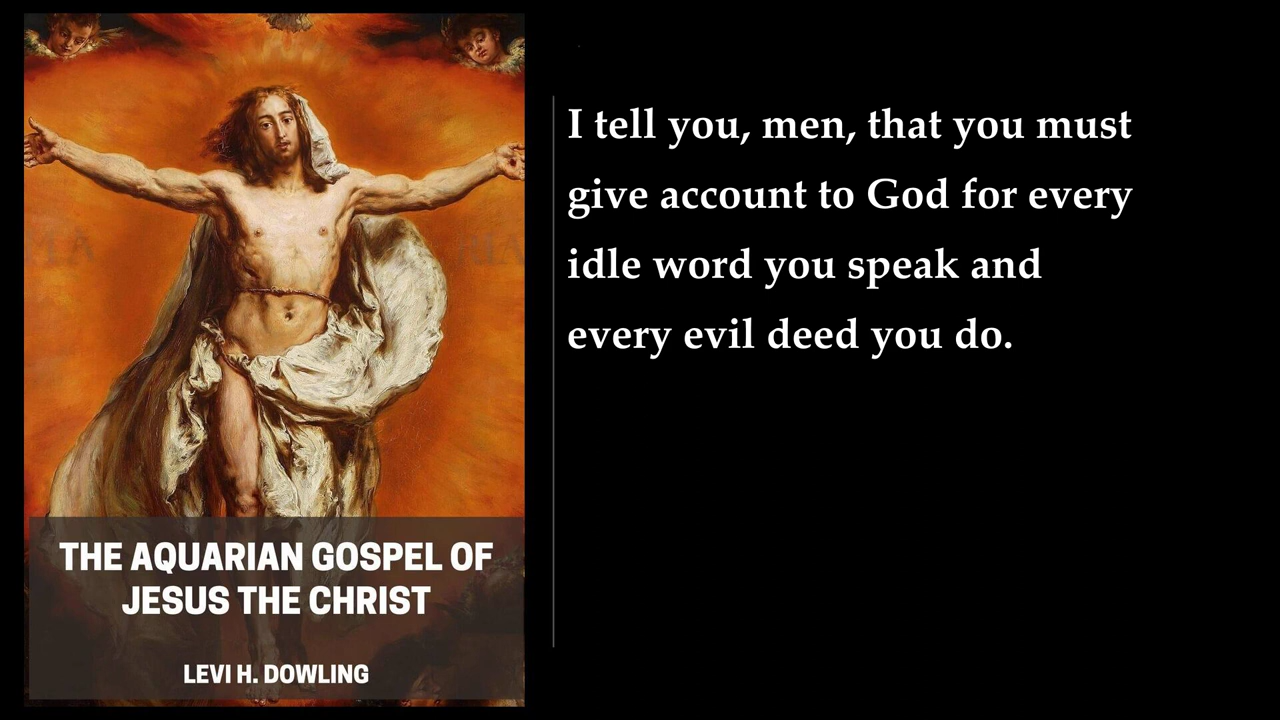 THE AQUARIAN GOSPEL OF
JESUS THE CHRIST
LEVI H. DOWLING
I tell you, men, that you must
give account to God for every
idle word you speak and
every evil deed you do.